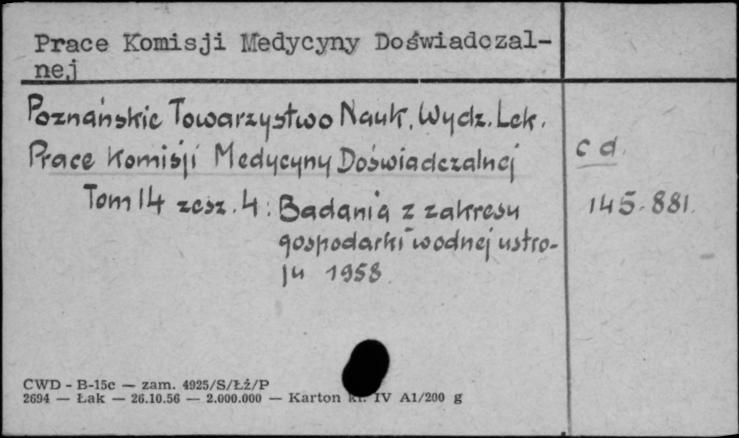 Prace Komisji Medycyny Doświadczal-
nej
Poznańskie Towarzystwo Nauk. Wydz. Lek.
Prace Komisji Medycyny Doświadczalnej
c d.
Tom 14 zesz. 4: Badania z zakresu
145.881.
gospodarki wodnej ustro-
ju 1958
CWD - B-15c — zam. 4925/S/Łż/P
2694 — Łak — 26.10.56 — 2.000.000 — Karton kl. IV A1/200 g